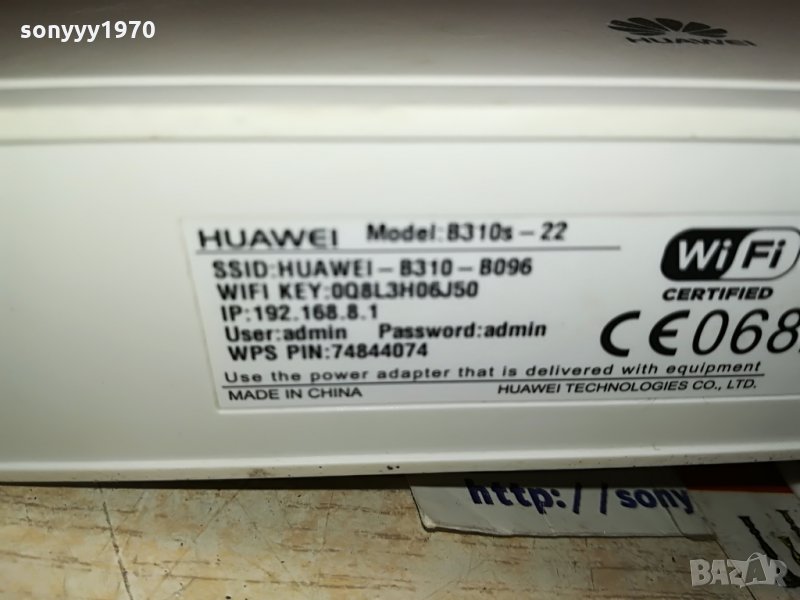 sonyyy1970
HUAWEI
HUAWEI Model:B310s-22
SSID:HUAWEI-B310-B096
WIFI KEY:0Q8L3H06J50
IP:192.168.8.1
User:admin Password:admin
WPS PIN:74844074
Use the power adapter that is delivered with equipment
MADE IN CHINA HUAWEI TECHNOLOGIES CO., LTD.
WiFi
CERTIFIED
CE068
http://sony
BAZAR